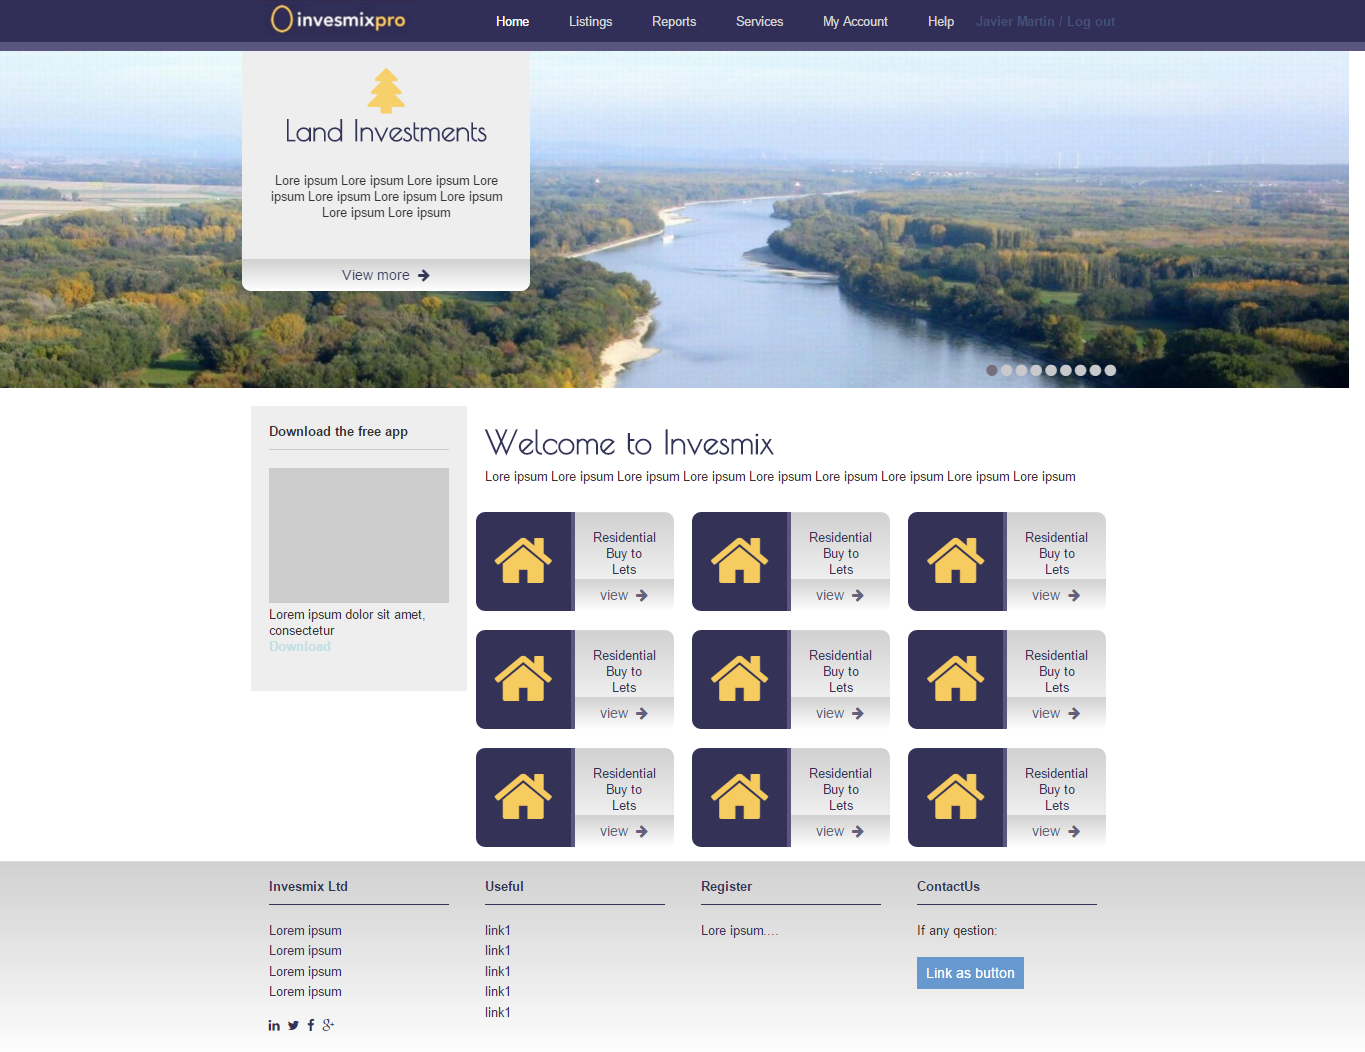 invesmixpro
Home Listings Reports Services My Account Help Javier Martin / Log out
Land Investments
Lore ipsum Lore ipsum Lore ipsum Lore
ipsum Lore ipsum Lore ipsum Lore ipsum
Lore ipsum Lore ipsum
View more
Download the free app
Lorem ipsum dolor sit amet,
consectetur
Download
Welcome to Invesmix
Lore ipsum Lore ipsum Lore ipsum Lore ipsum Lore ipsum Lore ipsum Lore ipsum Lore ipsum Lore ipsum
Residential
Buy to
Lets
view
Residential
Buy to
Lets
view
Residential
Buy to
Lets
view
Residential
Buy to
Lets
view
Residential
Buy to
Lets
view
Residential
Buy to
Lets
view
Residential
Buy to
Lets
view
Residential
Buy to
Lets
view
Residential
Buy to
Lets
view
Invesmix Ltd
Lorem ipsum
Lorem ipsum
Lorem ipsum
Lorem ipsum
Useful
link1
link1
link1
link1
link1
Register
Lore ipsum....
ContactUs
If any qestion:
Link as button